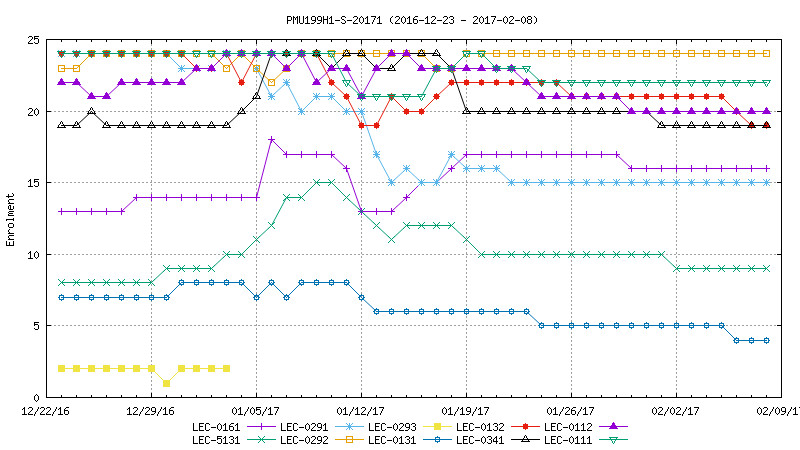 PMU199H1-S-20171 (2016-12-23 - 2017-02-08)
25
20
15
10
5
0
Enrolment
12/22/16 12/29/16 01/05/17 01/12/17 01/19/17 01/26/17 02/02/17 02/09/17
LEC-0161 LEC-0291 LEC-0293 LEC-0132 LEC-0112
LEC-5131 LEC-0292 LEC-0131 LEC-0341 LEC-0111